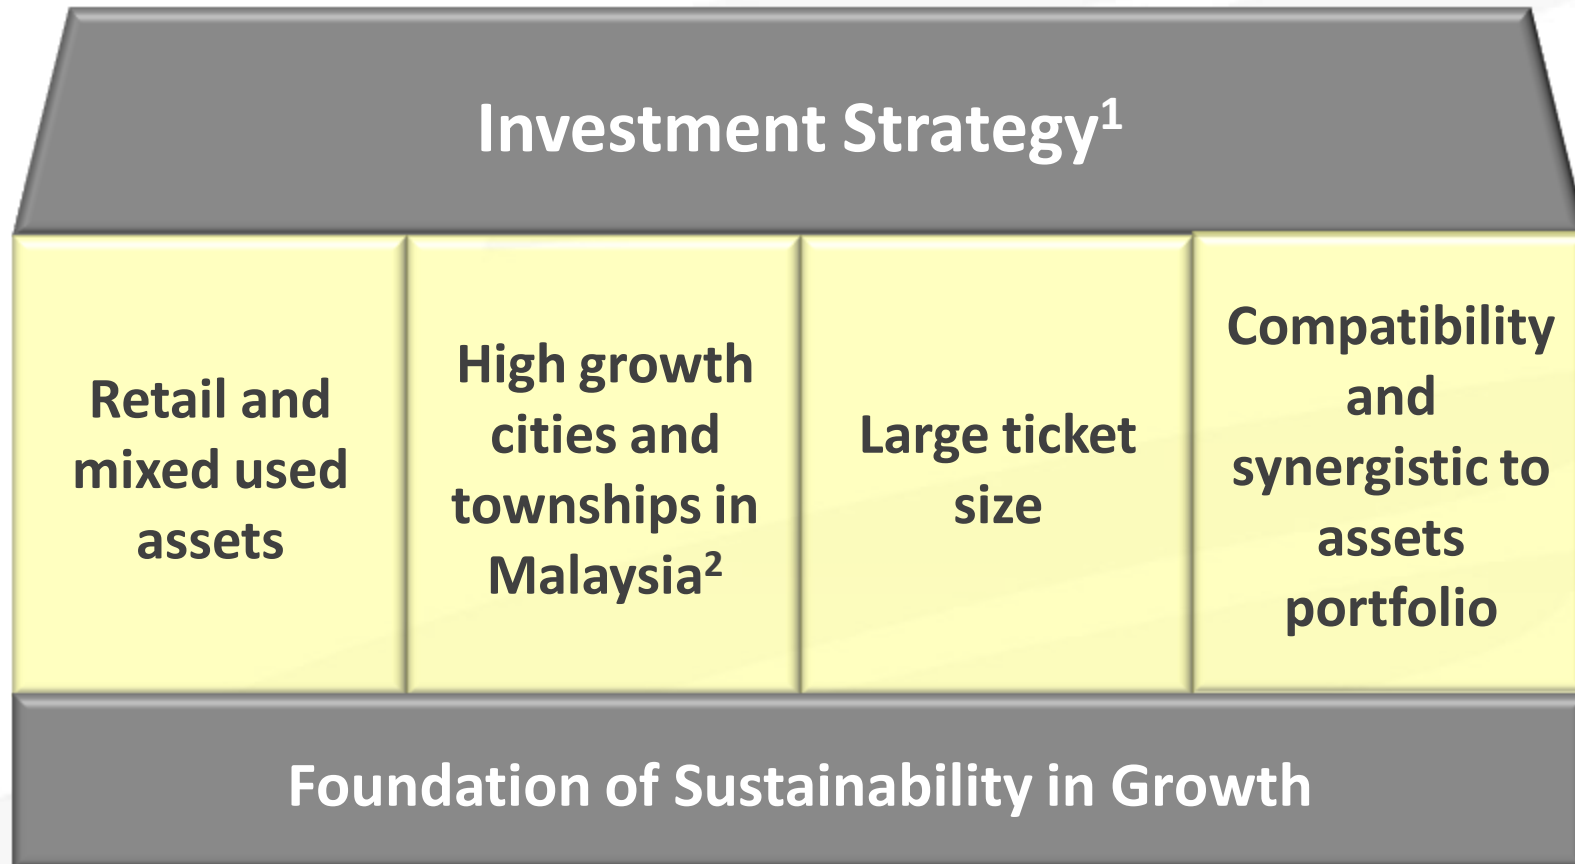 Investment Strategy¹
Retail and
mixed used
assets
High growth
cities and
townships in
Malaysia²
Large ticket
size
Compatibility
and
synergistic to
assets
portfolio
Foundation of Sustainability in Growth